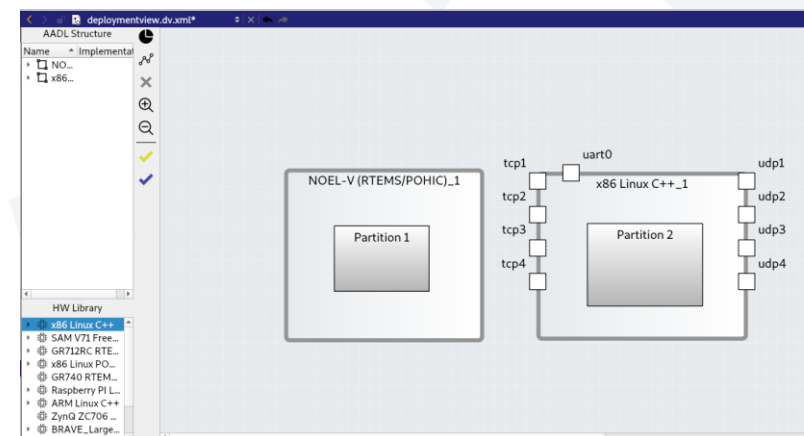 deploymentview.dv.xml*
AADL Structure
Name
Implementat
NO...
x86...
HW Library
x86 Linux C++
SAM V71 Free...
GR712RC RTE...
x86 Linux PO...
GR740 RTEM...
Raspberry PI L...
ARM Linux C++
ZynQ ZC706 ...
BRAVE_Large...
NOEL-V (RTEMS/POHIC)_1
Partition 1
uart0
x86 Linux C++_1
Partition 2
tcp1
tcp2
tcp3
tcp4
udp1
udp2
udp3
udp4